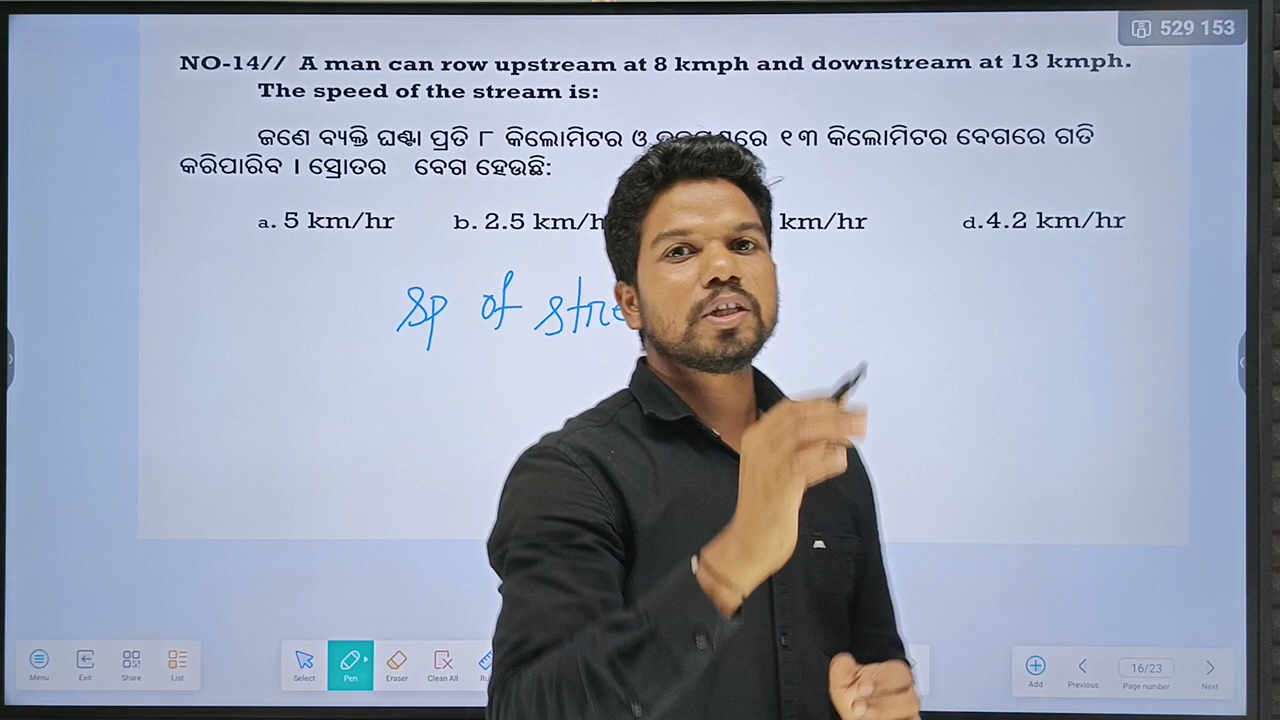 529 153
NO-14// A man can row upstream at 8 kmph and downstream at 13 kmph.
The speed of the stream is:
ଜଣେ ବ୍ୟକ୍ତି ଘଣ୍ଟା ପ୍ରତି ୮ କିଲୋମିଟର ଓ ୧୩ କିଲୋମିଟର ବେଗରେ ଗତି
କରିପାରିବ । ସ୍ରୋତର ବେଗ ହେଉଛି:
a. 5 km/hr b. 2.5 km/h km/hr d.4.2 km/hr
sp of stre
Menu Exit Share List Select Pen Eraser Clean All Add Previous 16/23 Page number Next